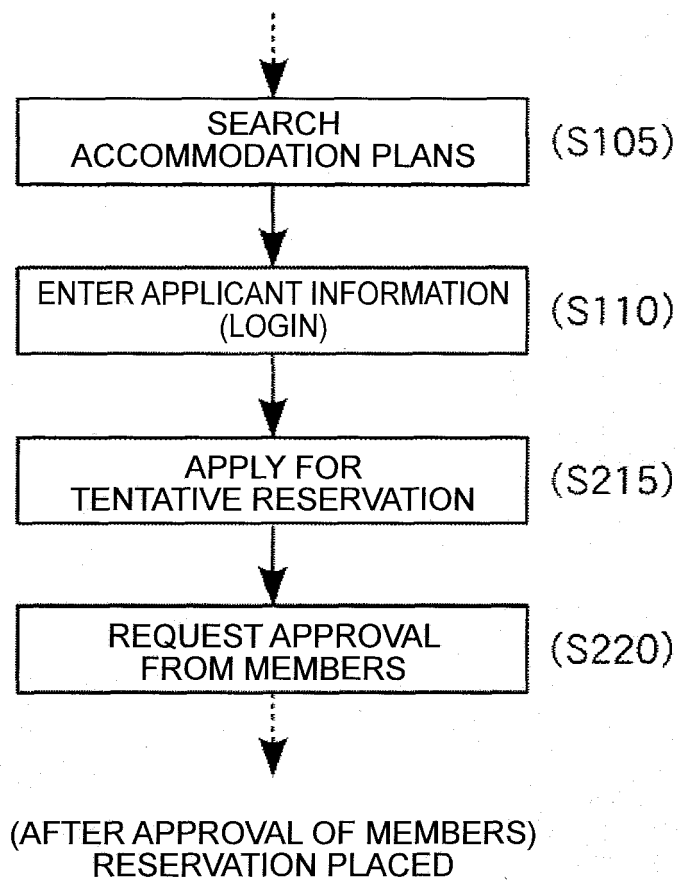 SEARCH
ACCOMMODATION PLANS
(S105)
ENTER APPLICANT INFORMATION
(LOGIN)
(S110)
APPLY FOR
TENTATIVE RESERVATION
(S215)
REQUEST APPROVAL
FROM MEMBERS
(S220)
(AFTER APPROVAL OF MEMBERS)
RESERVATION PLACED